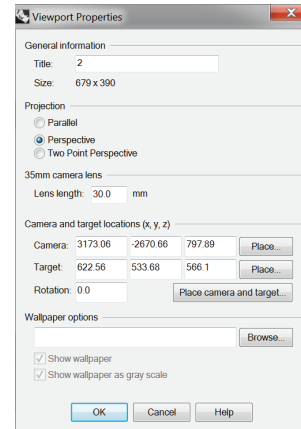 Viewport Properties
General information
Title: 2
Size: 679 x 390
Projection
Parallel
Perspective
Two Point Perspective
35mm camera lens
Lens length: 30.0 mm
Camera and target locations (x, y, z)
Camera: 3173.06 -2670.66 797.89 Place...
Target: 622.56 533.68 566.1 Place...
Rotation: 0.0 Place camera and target...
Wallpaper options
Browse...
Show wallpaper
Show wallpaper as gray scale
OK Cancel Help